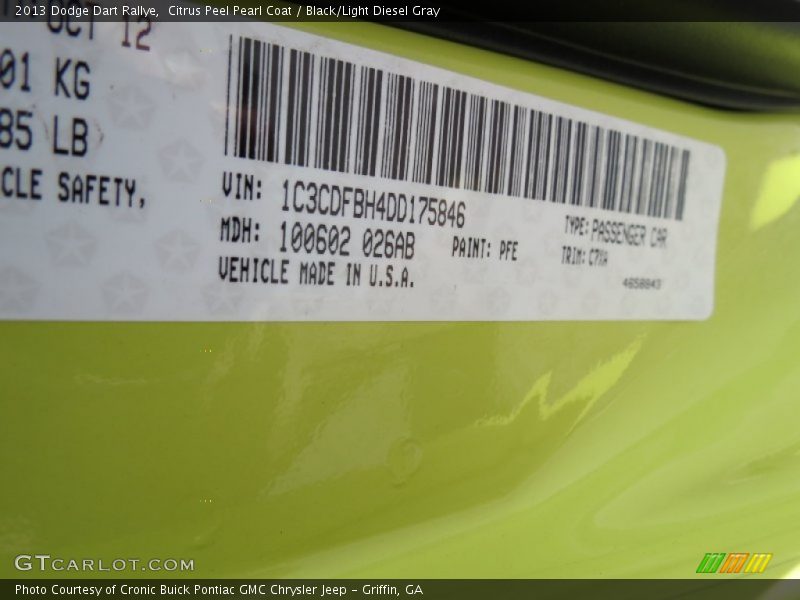 2013 Dodge Dart Rallye, Citrus Peel Pearl Coat / Black/Light Diesel Gray
OCT 12
01 KG
85 LB
CLE SAFETY,
VIN: 1C3CDFBH4DD175846
MDH: 100602 026AB
PAINT: PFE
TYPE: PASSENGER CAR
TRIM: C7XA
VEHICLE MADE IN U.S.A.
4658843
GTCARLOT.COM
Photo Courtesy of Cronic Buick Pontiac GMC Chrysler Jeep - Griffin, GA